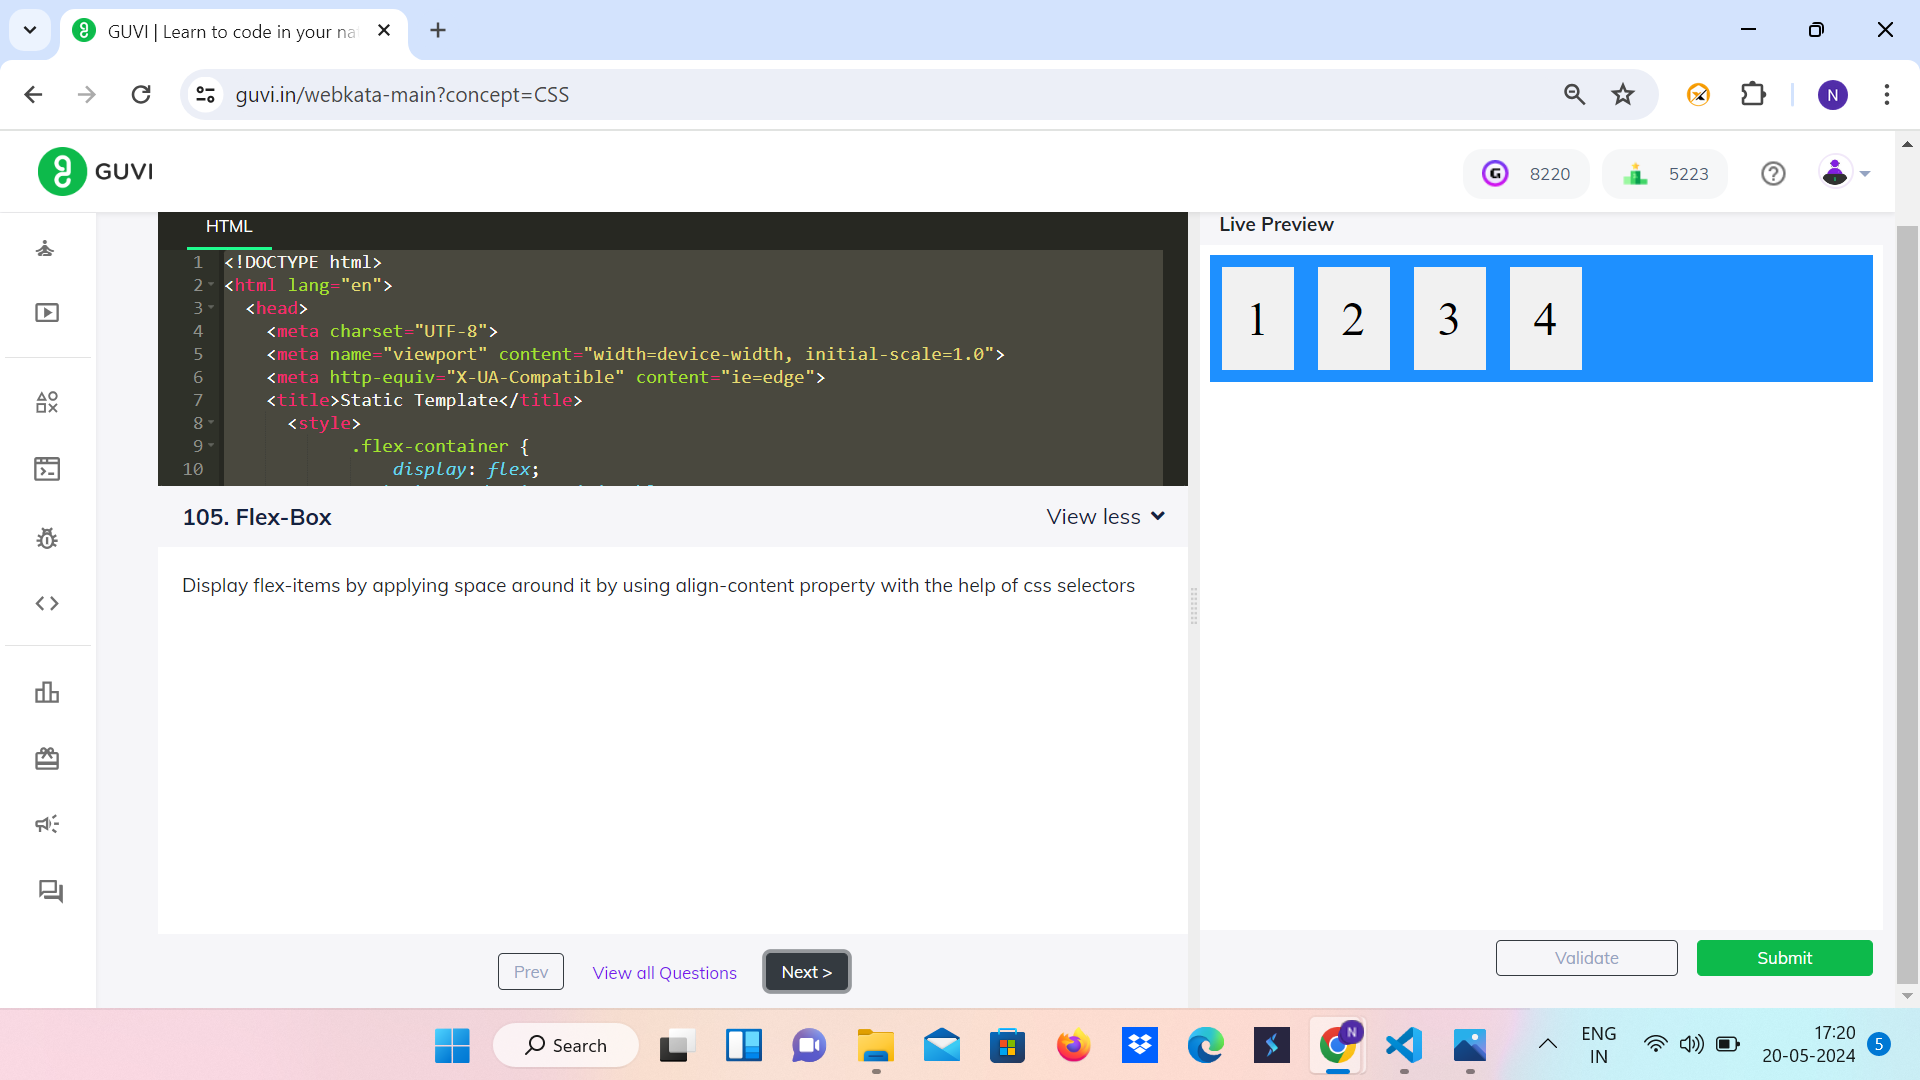 GUVI | Learn to code in your na
guvi.in/webkata-main?concept=CSS
N
GUVI
G
8220
5223
HTML
Live Preview
1 <!DOCTYPE html>
2 <html lang="en">
3 <head>
4 <meta charset="UTF-8">
5 <meta name="viewport" content="width=device-width, initial-scale=1.0">
6 <meta http-equiv="X-UA-Compatible" content="ie=edge">
7 <title>Static Template</title>
8 <style>
9 .flex-container {
10 display: flex;
1 2 3 4
105. Flex-Box
View less
Display flex-items by applying space around it by using align-content property with the help of css selectors
Prev
View all Questions
Next >
Validate
Submit
Search
N
ENG
IN
17:20
20-05-2024
5